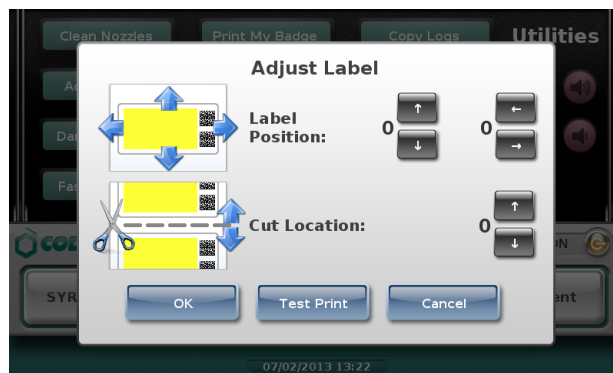 Clean Nozzles Print My Badge Copy Logs Utilities
Adjust Label
Label
Position:
0 ↑ ↓ 0 ← →
Cut Location:
0 ↑ ↓
OK Test Print Cancel
SYR
07/02/2013 13:22